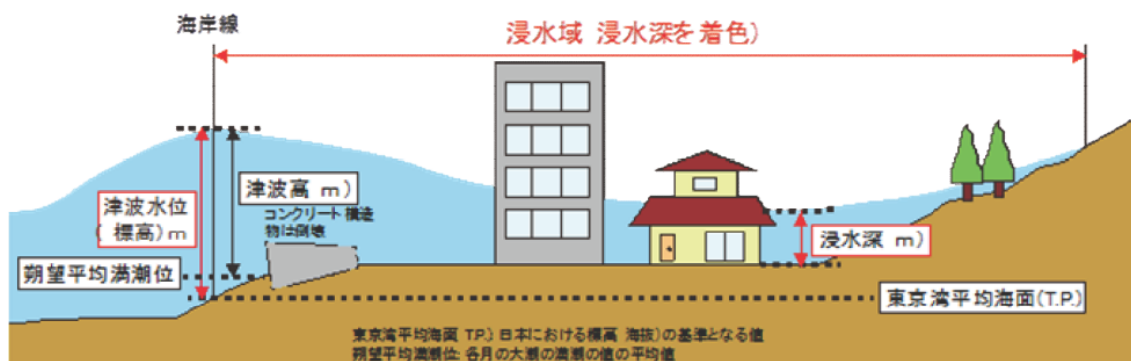 海岸線
浸水域 浸水深を着色)
津波高 m)
コンクリート構造
物は倒壊
津波水位
( 標高) m
浸水深 m)
朔望平均満潮位
東京湾平均海面(T.P.)
東京湾平均海面 T.P.) 日本における標高 海抜)の基準となる値
朔望平均満潮位: 各月の大潮の満潮の値の平均値